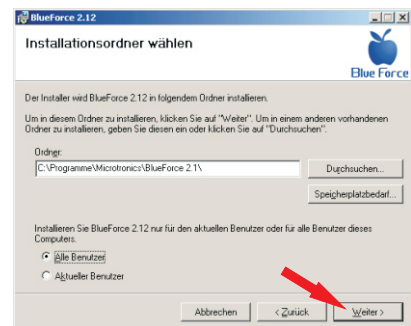 BlueForce 2.12
Installationsordner wählen
Blue Force
Der Installer wird BlueForce 2.12 in folgendem Ordner installieren.
Um in diesem Ordner zu installieren, klicken Sie auf "Weiter". Um in einem anderen vorhandenen
Ordner zu installieren, geben Sie diesen ein oder klicken Sie auf "Durchsuchen".
Ordner:
C:\Programme\Microtronics\BlueForce 2.1\
Durchsuchen...
Speicherplatzbedarf...
Installieren Sie BlueForce 2.12 nur für den aktuellen Benutzer oder für alle Benutzer dieses
Computers.
Alle Benutzer
Aktueller Benutzer
Abbrechen
< Zurück
Weiter >